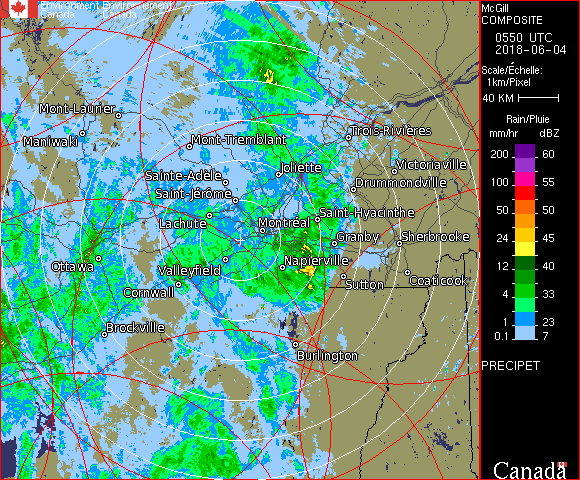 Environment Environnement
Canada Canada
McGill
COMPOSITE
0550 UTC
2018-06-04
Scale/Échelle:
1km/Pixel
40 KM
Rain/Pluie
mm/hr dBZ
200 60
100 55
50 50
24 45
12 40
4 33
1 23
0.1 7
PRECIPET
Canada
Mont-Laurier
Maniwaki
Mont-Tremblant
Trois-Rivières
Joliette
Victoriaville
Sainte-Adèle
Drummondville
Saint-Jérôme
Lachute
Saint-Hyacinthe
Montréal
Granby
Sherbrooke
Ottawa
Valleyfield
Napierville
Coaticook
Sutton
Cornwall
Brockville
Burlington